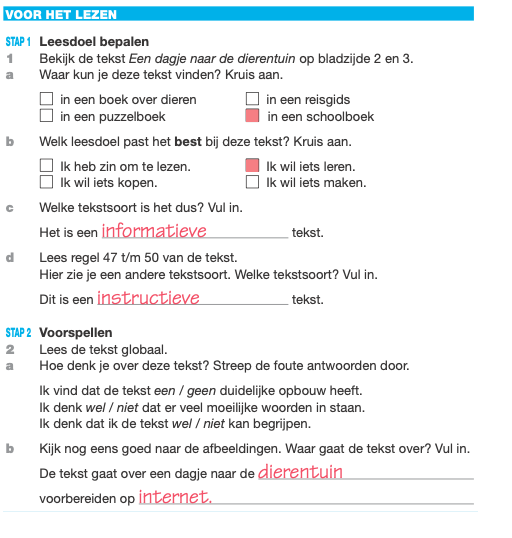 VOOR HET LEZEN
STAP 1 Leesdoel bepalen
1 Bekijk de tekst Een dagje naar de dierentuin op bladzijde 2 en 3.
a Waar kun je deze tekst vinden? Kruis aan.
in een boek over dieren in een reisgids
in een puzzelboek in een schoolboek
b Welk leesdoel past het best bij deze tekst? Kruis aan.
Ik heb zin om te lezen. Ik wil iets leren.
Ik wil iets kopen. Ik wil iets maken.
c Welke tekstsoort is het dus? Vul in.
Het is een informatieve tekst.
d Lees regel 47 t/m 50 van de tekst.
Hier zie je een andere tekstsoort. Welke tekstsoort? Vul in.
Dit is een instructieve tekst.
STAP 2 Voorspellen
2 Lees de tekst globaal.
a Hoe denk je over deze tekst? Streep de foute antwoorden door.
Ik vind dat de tekst een / geen duidelijke opbouw heeft.
Ik denk wel / niet dat er veel moeilijke woorden in staan.
Ik denk dat ik de tekst wel / niet kan begrijpen.
b Kijk nog eens goed naar de afbeeldingen. Waar gaat de tekst over? Vul in.
De tekst gaat over een dagje naar de dierentuin
voorbereiden op internet.